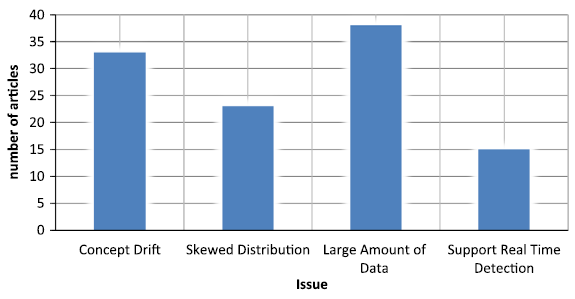 number of articles
40
35
30
25
20
15
10
5
0
Concept Drift
Skewed Distribution
Large Amount of
Data
Support Real Time
Detection
Issue